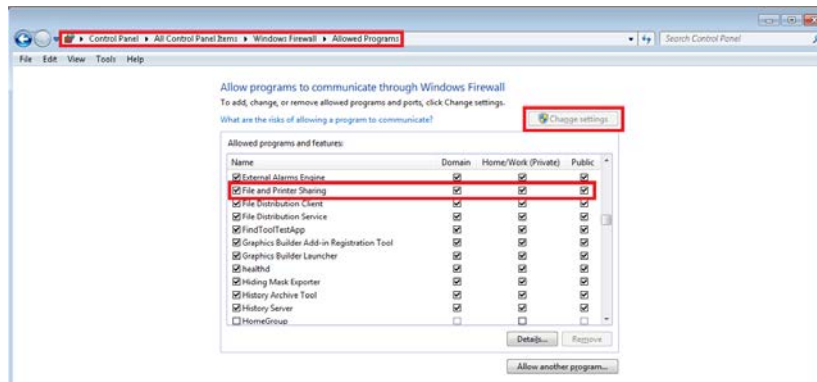 Control Panel ▸ All Control Panel Items ▸ Windows Firewall ▸ Allowed Programs
Search Control Panel
File Edit View Tools Help
Allow programs to communicate through Windows Firewall
To add, change, or remove allowed programs and ports, click Change settings.
What are the risks of allowing a program to communicate?
Change settings
Allowed programs and features:
Name Domain Home/Work (Private) Public
External Alarms Engine
File and Printer Sharing
File Distribution Client
File Distribution Service
FindToolTestApp
Graphics Builder Add-in Registration Tool
Graphics Builder Launcher
healthd
Hiding Mask Exporter
History Archive Tool
History Server
HomeGroup
Details...
Remove
Allow another program...